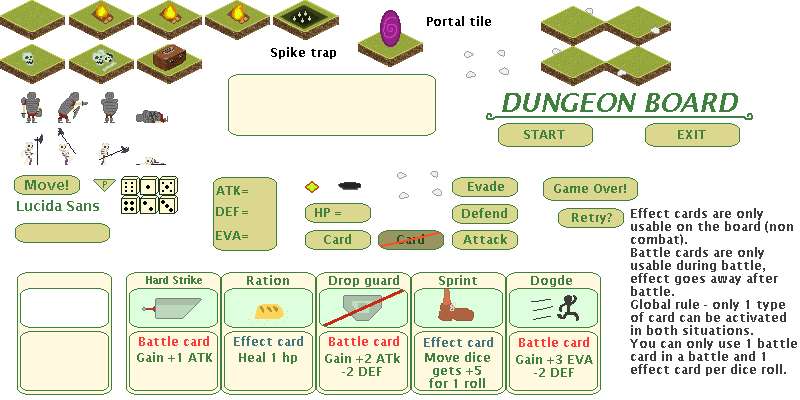 Portal tile
Spike trap
DUNGEON BOARD
START
EXIT
Move!
P
Lucida Sans
ATK=
DEF=
EVA=
HP =
Card
Card
Evade
Defend
Attack
Game Over!
Retry?
Effect cards are only
usable on the board (non
combat).
Battle cards are only
usable during battle,
effect goes away after
battle.
Global rule - only 1 type
of card can be activated
in both situations.
You can only use 1 battle
card in a battle and 1
effect card per dice roll.
Hard Strike
Battle card
Gain +1 ATK
Ration
Effect card
Heal 1 hp
Drop guard
Battle card
Gain +2 ATk
-2 DEF
Sprint
Effect card
Move dice
gets +5
for 1 roll
Dogde
Battle card
Gain +3 EVA
-2 DEF